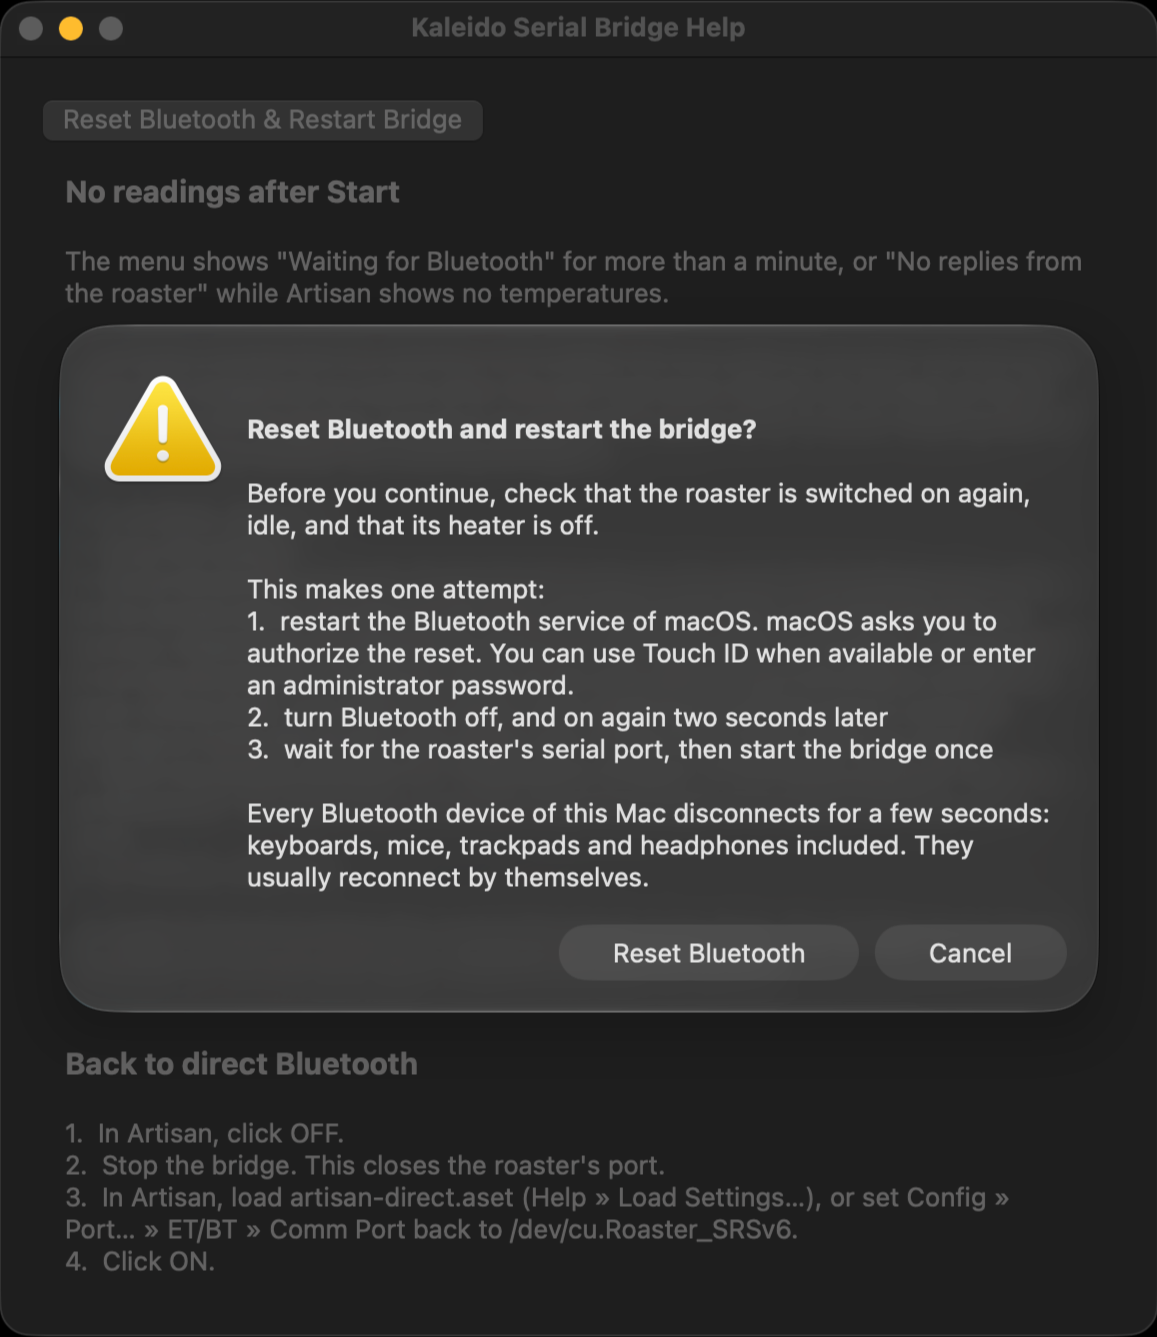 Kaleido Serial Bridge Help
Reset Bluetooth & Restart Bridge
No readings after Start
The menu shows "Waiting for Bluetooth" for more than a minute, or "No replies from
the roaster" while Artisan shows no temperatures.
Reset Bluetooth and restart the bridge?
Before you continue, check that the roaster is switched on again,
idle, and that its heater is off.
This makes one attempt:
1. restart the Bluetooth service of macOS. macOS asks you to
authorize the reset. You can use Touch ID when available or enter
an administrator password.
2. turn Bluetooth off, and on again two seconds later
3. wait for the roaster's serial port, then start the bridge once
Every Bluetooth device of this Mac disconnects for a few seconds:
keyboards, mice, trackpads and headphones included. They
usually reconnect by themselves.
Reset Bluetooth
Cancel
Back to direct Bluetooth
1. In Artisan, click OFF.
2. Stop the bridge. This closes the roaster's port.
3. In Artisan, load artisan-direct.aset (Help » Load Settings...), or set Config »
Port... » ET/BT » Comm Port back to /dev/cu.Roaster_SRSv6.
4. Click ON.